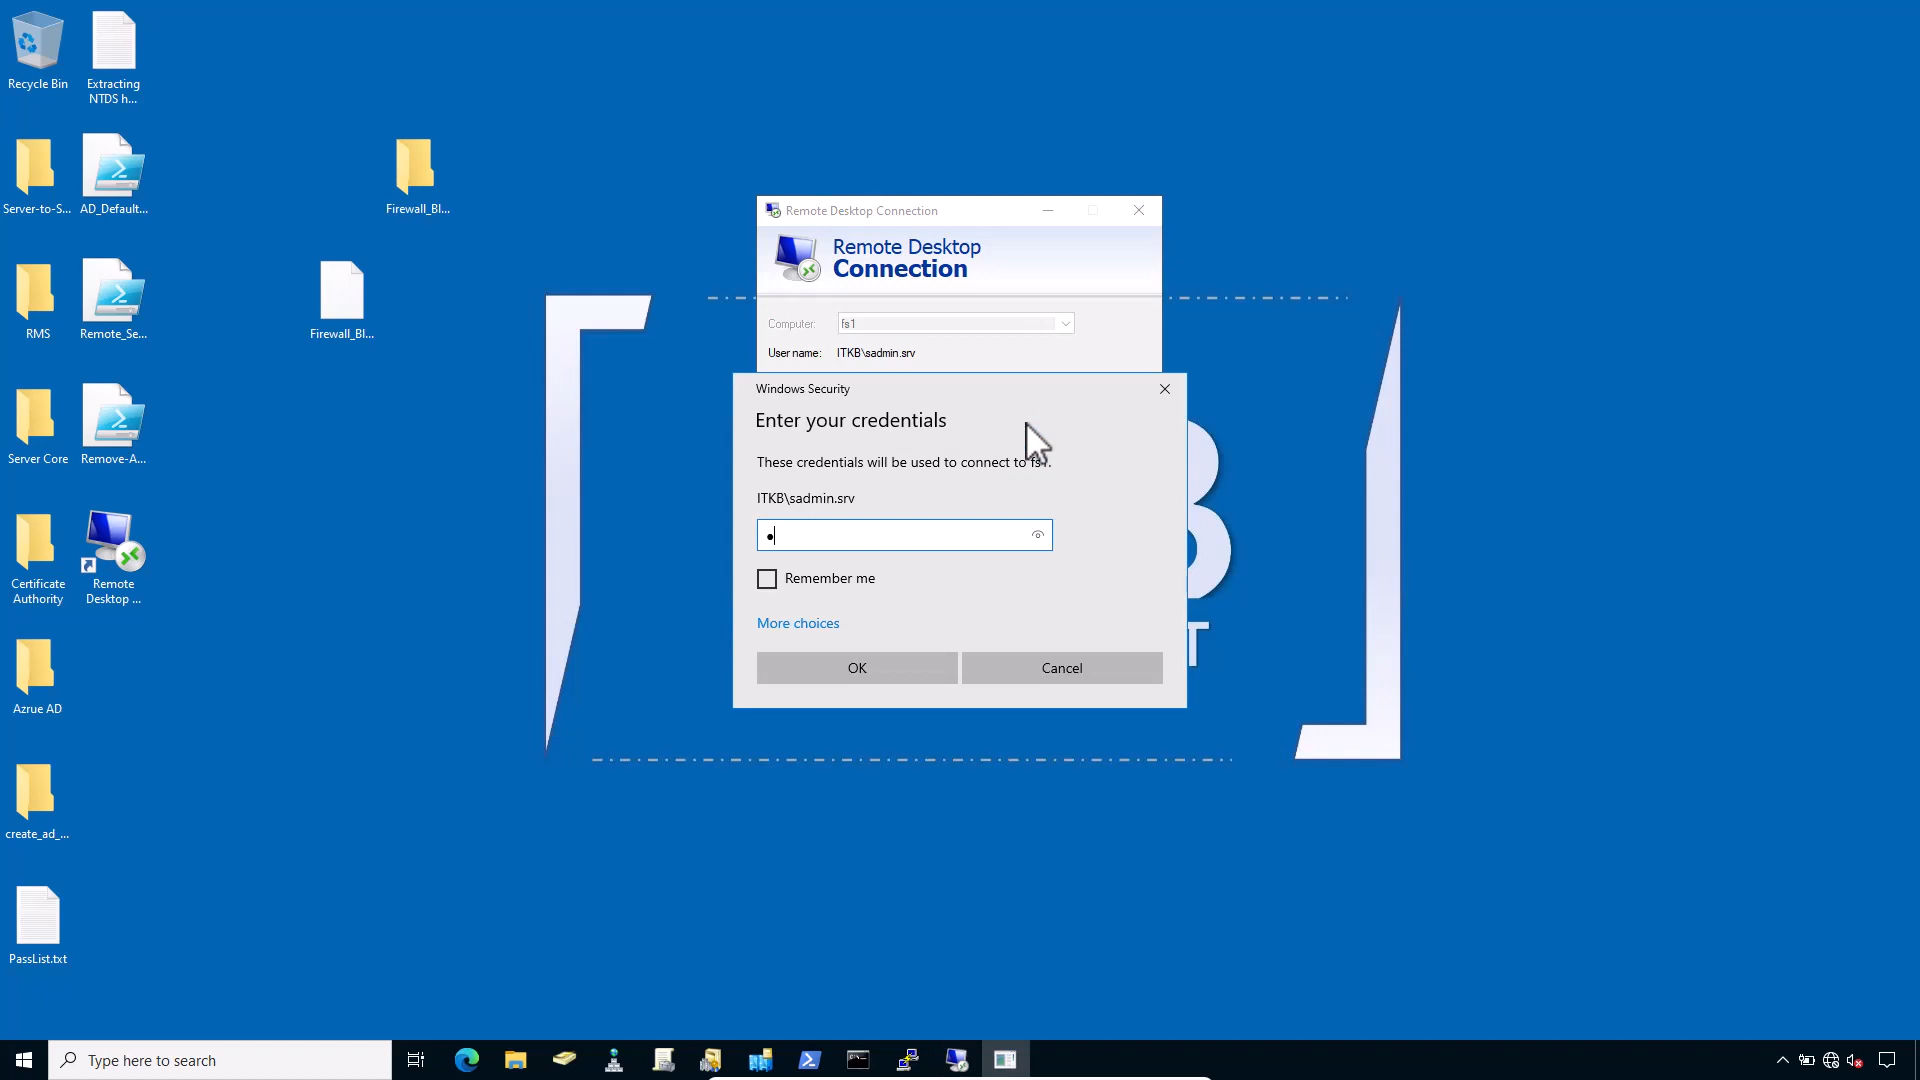 Recycle Bin
Extracting
NTDS h...
Server-to-S...
AD_Default...
Firewall_Bl...
RMS
Remote_Se...
Firewall_Bl...
Server Core
Remove-A...
Certificate
Authority
Remote
Desktop ...
Azrue AD
create_ad_...
PassList.txt
Remote Desktop Connection
Remote Desktop
Connection
Computer:
fs1
User name:
ITKB\sadmin.srv
Windows Security
Enter your credentials
These credentials will be used to connect to fs1.
ITKB\sadmin.srv
Remember me
More choices
OK
Cancel
B
T
Type here to search